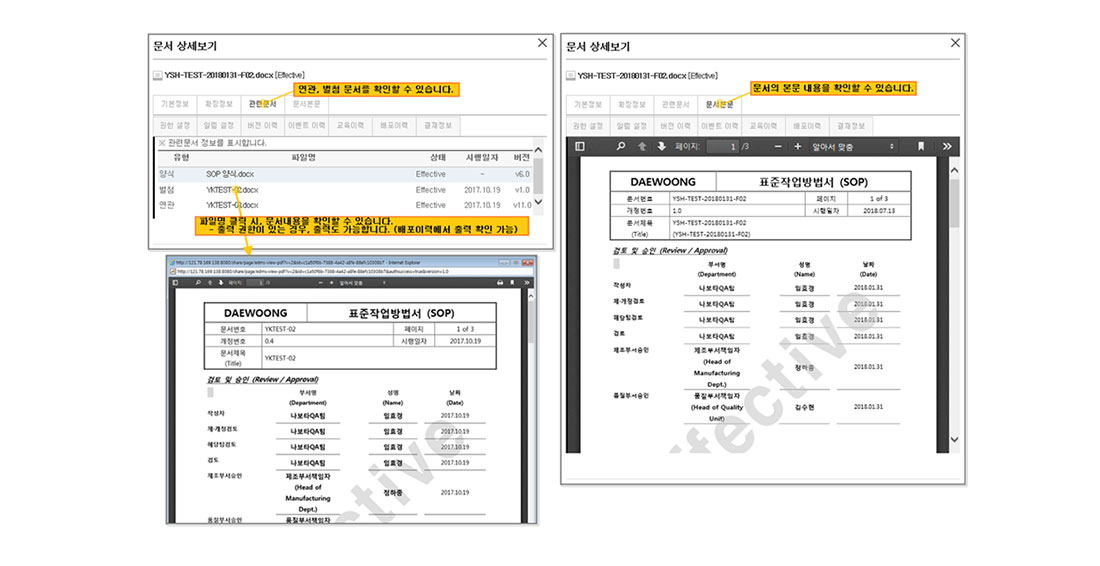 문서 상세보기
YSH-TEST-20180131-F02.docx [Effective]
연관, 별첨 문서를 확인할 수 있습니다.
기본정보 확장정보 관련문서 문서본문
권한 설정 알림 설정 버전 이력 이벤트 이력 교육이력 배포이력 결재정보
※ 관련문서 정보를 표시합니다.
유형 파일명 상태 시행일자 버전
양식 SOP 양식.docx Effective - v6.0
별첨 YKTEST-02.docx Effective 2017.10.19 v1.0
연관 Effective 2017.10.19 v11.0
파일명 클릭 시, 문서내용을 확인할 수 있습니다.
- 출력 권한이 있는 경우, 출력도 가능합니다. (배포이력에서 출력 확인 가능)
- Internet Explorer
페이지: 1 /3 알아서 맞춤
DAEWOONG 표준작업방법서 (SOP)
문서번호 YKTEST-02 페이지 1 of 3
개정번호 0.4 시행일자 2017.10.19
문서제목
(Title)
YKTEST-02
검토 및 승인 (Review / Approval)
부서명 성명 날짜
(Department) (Name) (Date)
작성자 나보타QA팀 임효경 2017.10.19
제·개정검토 나보타QA팀 임효경 2017.10.19
해당팀검토 나보타QA팀 임효경 2017.10.19
검토 나보타QA팀 임효경 2017.10.19
제조부서승인 제조부서책임자
(Head of
Manufacturing
Dept.)
정하중 2017.10.19
품질부서승인 품질부서책임자
ctive
문서 상세보기
YSH-TEST-20180131-F02.docx [Effective]
문서의 본문 내용을 확인할 수 있습니다.
기본정보 확장정보 관련문서 문서본문
권한 설정 알림 설정 버전 이력 이벤트 이력 교육이력 배포이력 결재정보
페이지: 1 /3 알아서 맞춤
DAEWOONG 표준작업방법서 (SOP)
문서번호 YSH-TEST-20180131-F02 페이지 1 of 3
개정번호 1.0 시행일자 2018.07.13
문서제목 YSH-TEST-20180131-F02
(Title) (YSH-TEST-20180131-F02)
검토 및 승인 (Review / Approval)
부서명 성명 날짜
(Department) (Name) (Date)
작성자 나보타QA팀 임효경 2018.01.31
제·개정검토 나보타QA팀 임효경 2018.01.31
해당팀검토 나보타QA팀 임효경 2018.01.31
검토 나보타QA팀 임효경 2018.01.31
제조부서승인 제조부서책임자
(Head of
Manufacturing
Dept.)
정하중 2018.01.31
품질부서승인 품질부서책임자
(Head of Quality
Unit)
김수현 2018.01.31
ffective